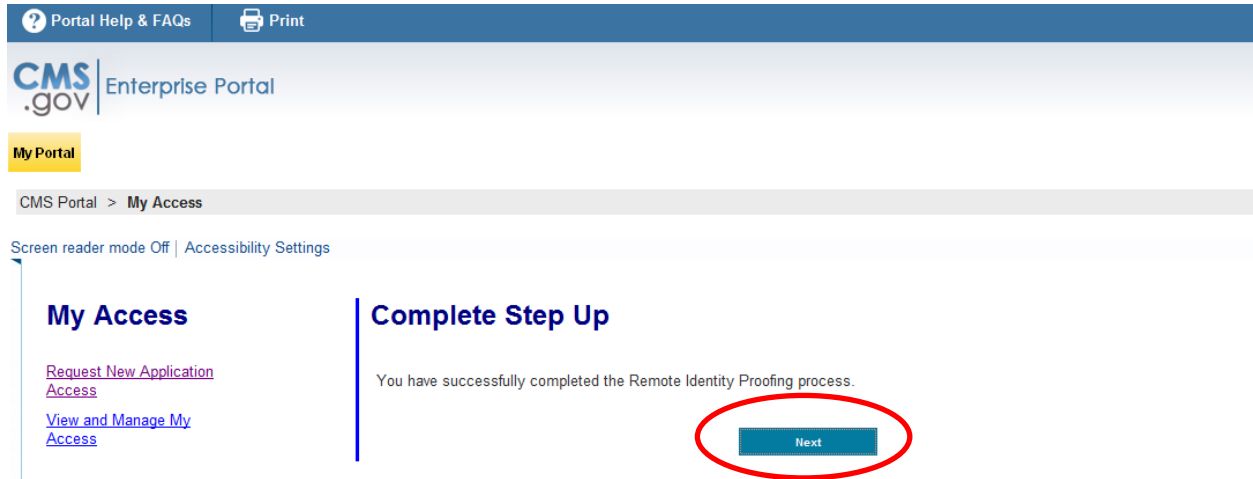 ? Portal Help & FAQs Print
CMS
.gov Enterprise Portal
My Portal
CMS Portal > My Access
Screen reader mode Off | Accessibility Settings
My Access
Request New Application
Access
View and Manage My
Access
Complete Step Up
You have successfully completed the Remote Identity Proofing process.
Next